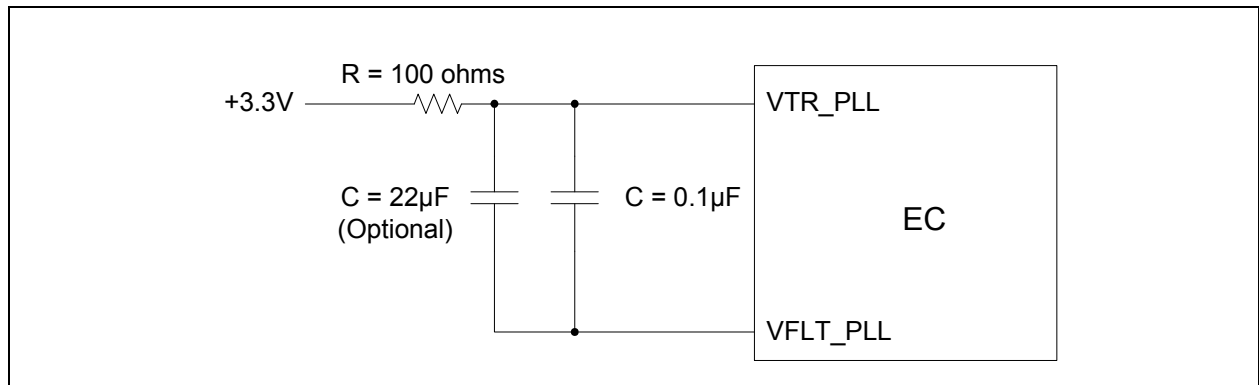 R = 100 ohms
+3.3V
VTR_PLL
C = 22µF
(Optional)
C = 0.1µF
EC
VFLT_PLL